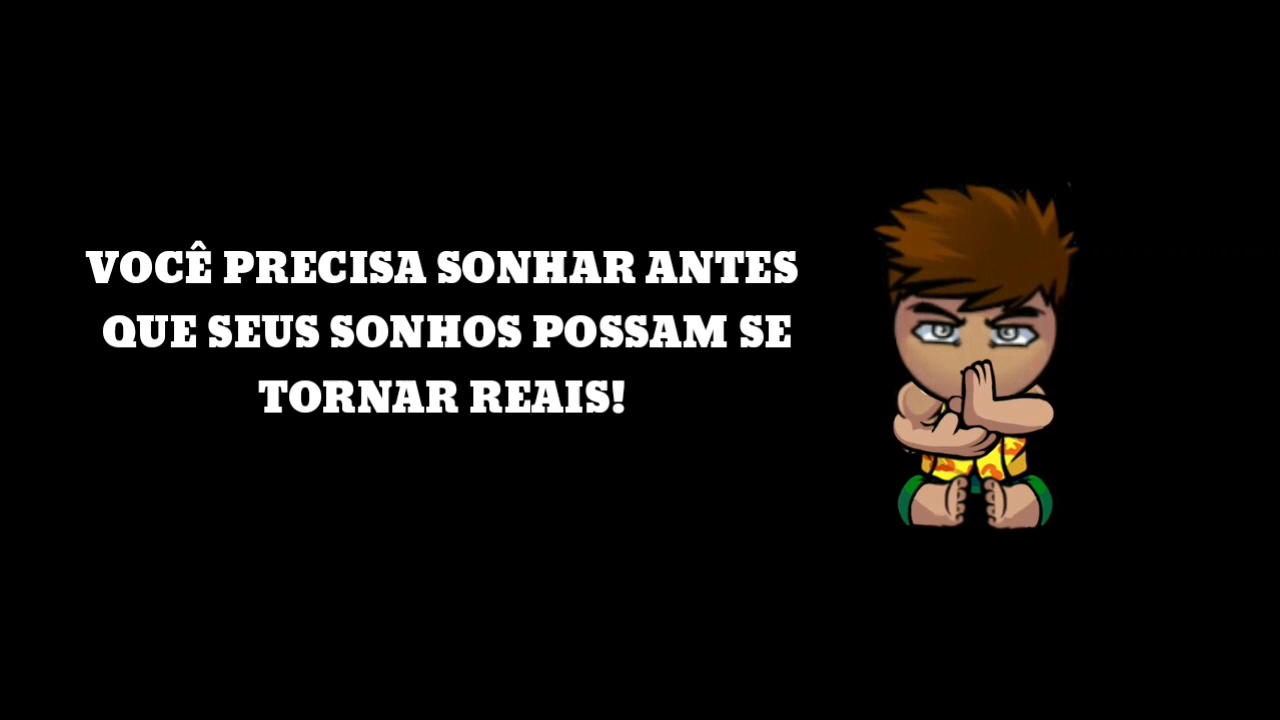 VOCÊ PRECISA SONHAR ANTES
QUE SEUS SONHOS POSSAM SE
TORNAR REAIS!